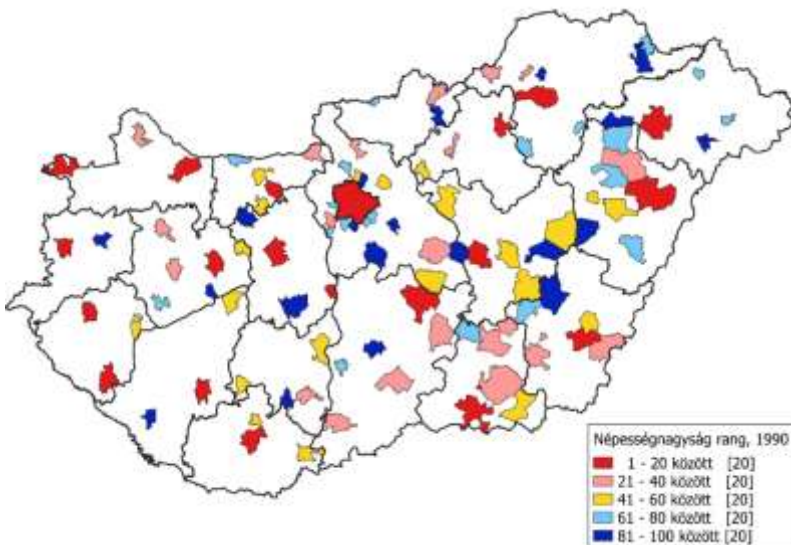 Népességnagyság rang, 1990
1 - 20 között [20]
21 - 40 között [20]
41 - 60 között [20]
61 - 80 között [20]
81 - 100 között [20]